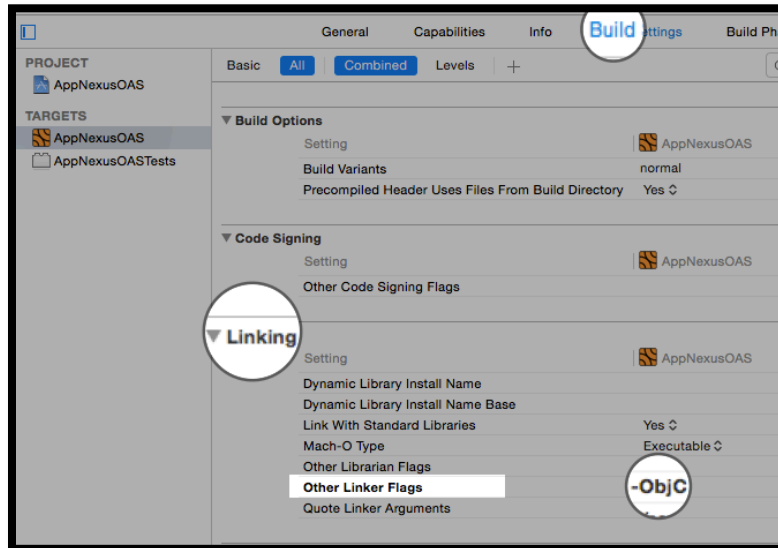 General Capabilities Info Build ettings Build Ph
PROJECT
AppNexusOAS
TARGETS
AppNexusOAS
AppNexusOASTests
Basic All Combined Levels +
Build Options
Setting AppNexusOAS
Build Variants normal
Precompiled Header Uses Files From Build Directory Yes
Code Signing
Setting AppNexusOAS
Other Code Signing Flags
Linking
Setting AppNexusOAS
Dynamic Library Install Name
Dynamic Library Install Name Base
Link With Standard Libraries Yes
Mach-O Type Executable
Other Librarian Flags
Other Linker Flags -ObjC
Quote Linker Arguments